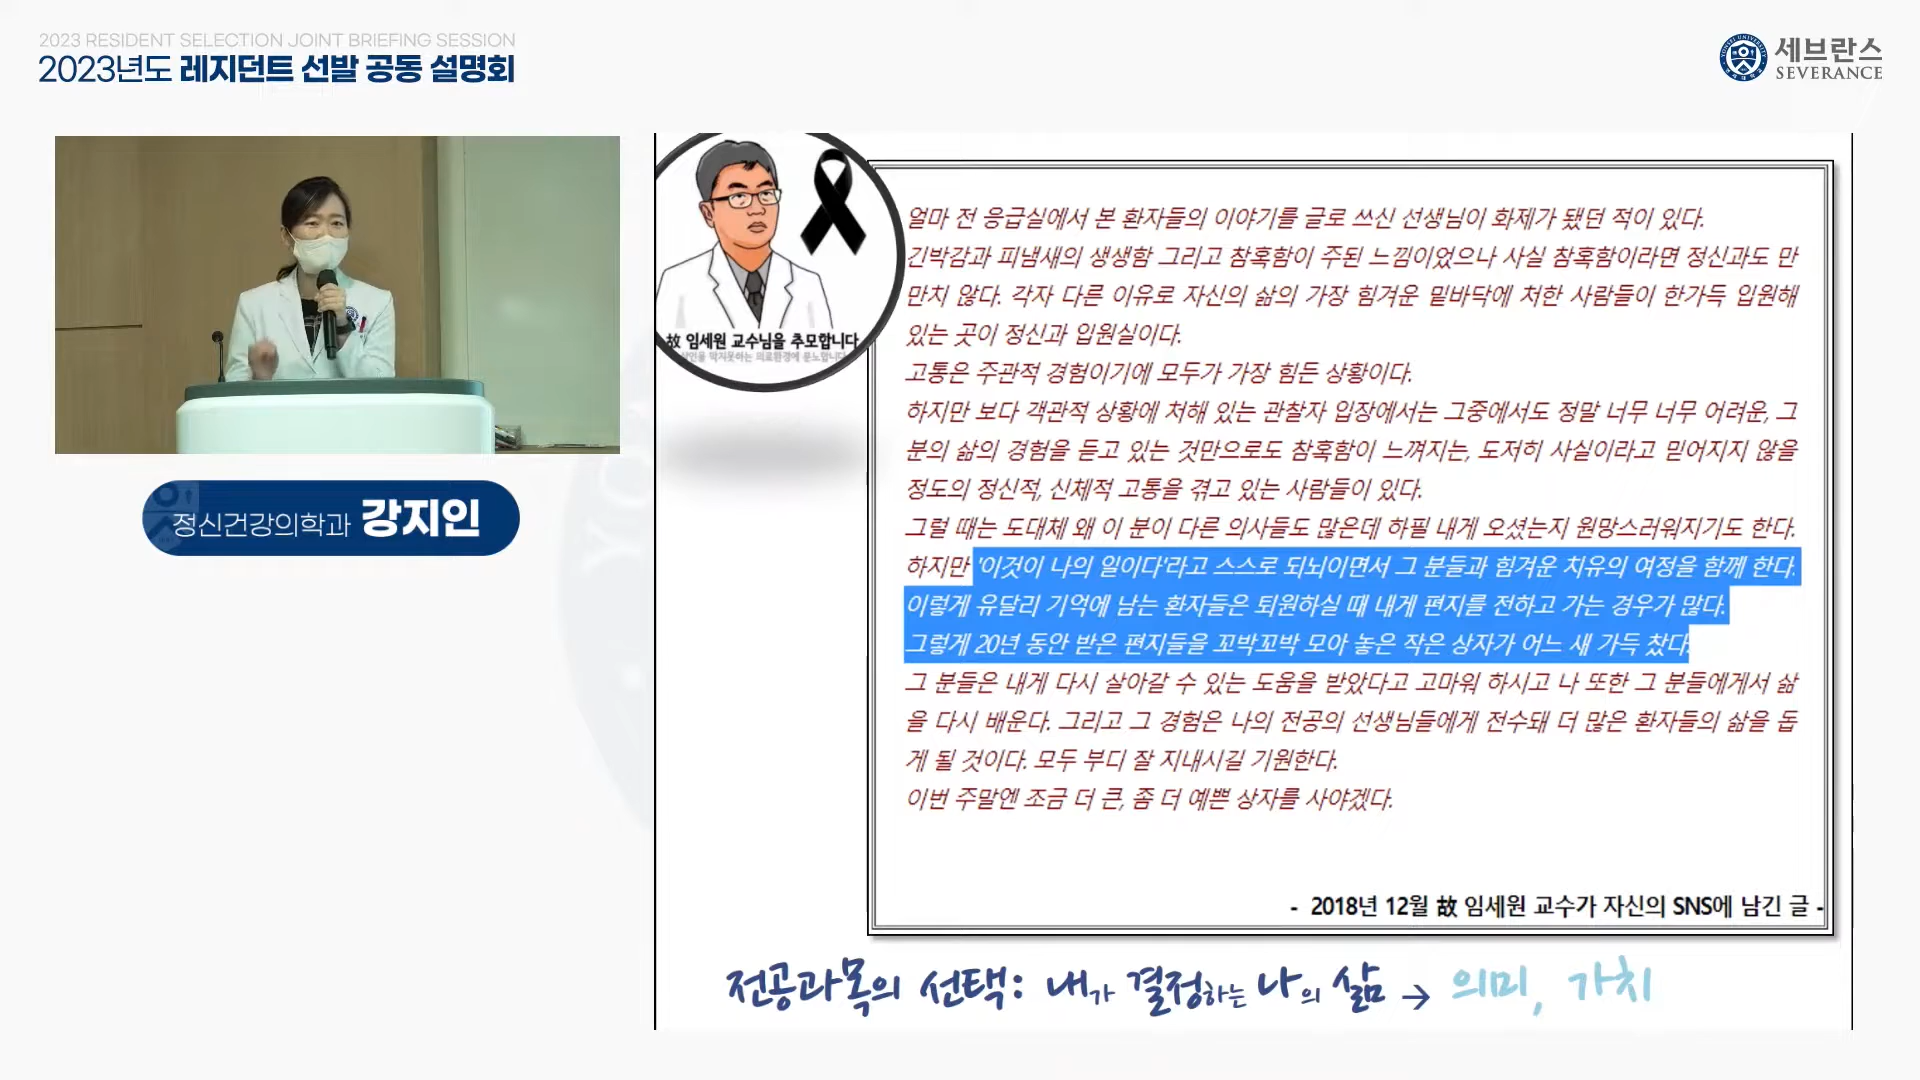 2023 RESIDENT SELECTION JOINT BRIEFING SESSION
2023년도 레지던트 선발 공동 설명회
세브란스
SEVERANCE
정신건강의학과 강지인
故 임세원 교수님을 추모합니다
얼마 전 응급실에서 본 환자들의 이야기를 글로 쓰신 선생님이 화제가 됐던 적이 있다.
긴박감과 피냄새의 생생함 그리고 참혹함이 주된 느낌이었으나 사실 참혹함이라면 정신과도 만
만치 않다. 각자 다른 이유로 자신의 삶의 가장 힘겨운 밑바닥에 처한 사람들이 한가득 입원해
있는 곳이 정신과 입원실이다.
고통은 주관적 경험이기에 모두가 가장 힘든 상황이다.
하지만 보다 객관적 상황에 처해 있는 관찰자 입장에서는 그중에서도 정말 너무 너무 어려운, 그
분의 삶의 경험을 듣고 있는 것만으로도 참혹함이 느껴지는, 도저히 사실이라고 믿어지지 않을
정도의 정신적, 신체적 고통을 겪고 있는 사람들이 있다.
그럴 때는 도대체 왜 이 분이 다른 의사들도 많은데 하필 내게 오셨는지 원망스러워지기도 한다.
하지만 '이것이 나의 일이다'라고 스스로 되뇌이면서 그 분들과 힘겨운 치유의 여정을 함께 한다.
이렇게 유달리 기억에 남는 환자들은 퇴원하실 때 내게 편지를 전하고 가는 경우가 많다.
그렇게 20년 동안 받은 편지들을 꼬박꼬박 모아 놓은 작은 상자가 어느 새 가득 찼다.
그 분들은 내게 다시 살아갈 수 있는 도움을 받았다고 고마워 하시고 나 또한 그 분들에게서 삶
을 다시 배운다. 그리고 그 경험은 나의 전공의 선생님들에게 전수돼 더 많은 환자들의 삶을 돕
게 될 것이다. 모두 부디 잘 지내시길 기원한다.
이번 주말엔 조금 더 큰, 좀 더 예쁜 상자를 사야겠다.
- 2018년 12월 故 임세원 교수가 자신의 SNS에 남긴 글 -
전공과목의 선택: 내가 결정하는 나의 삶 → 의미, 가치